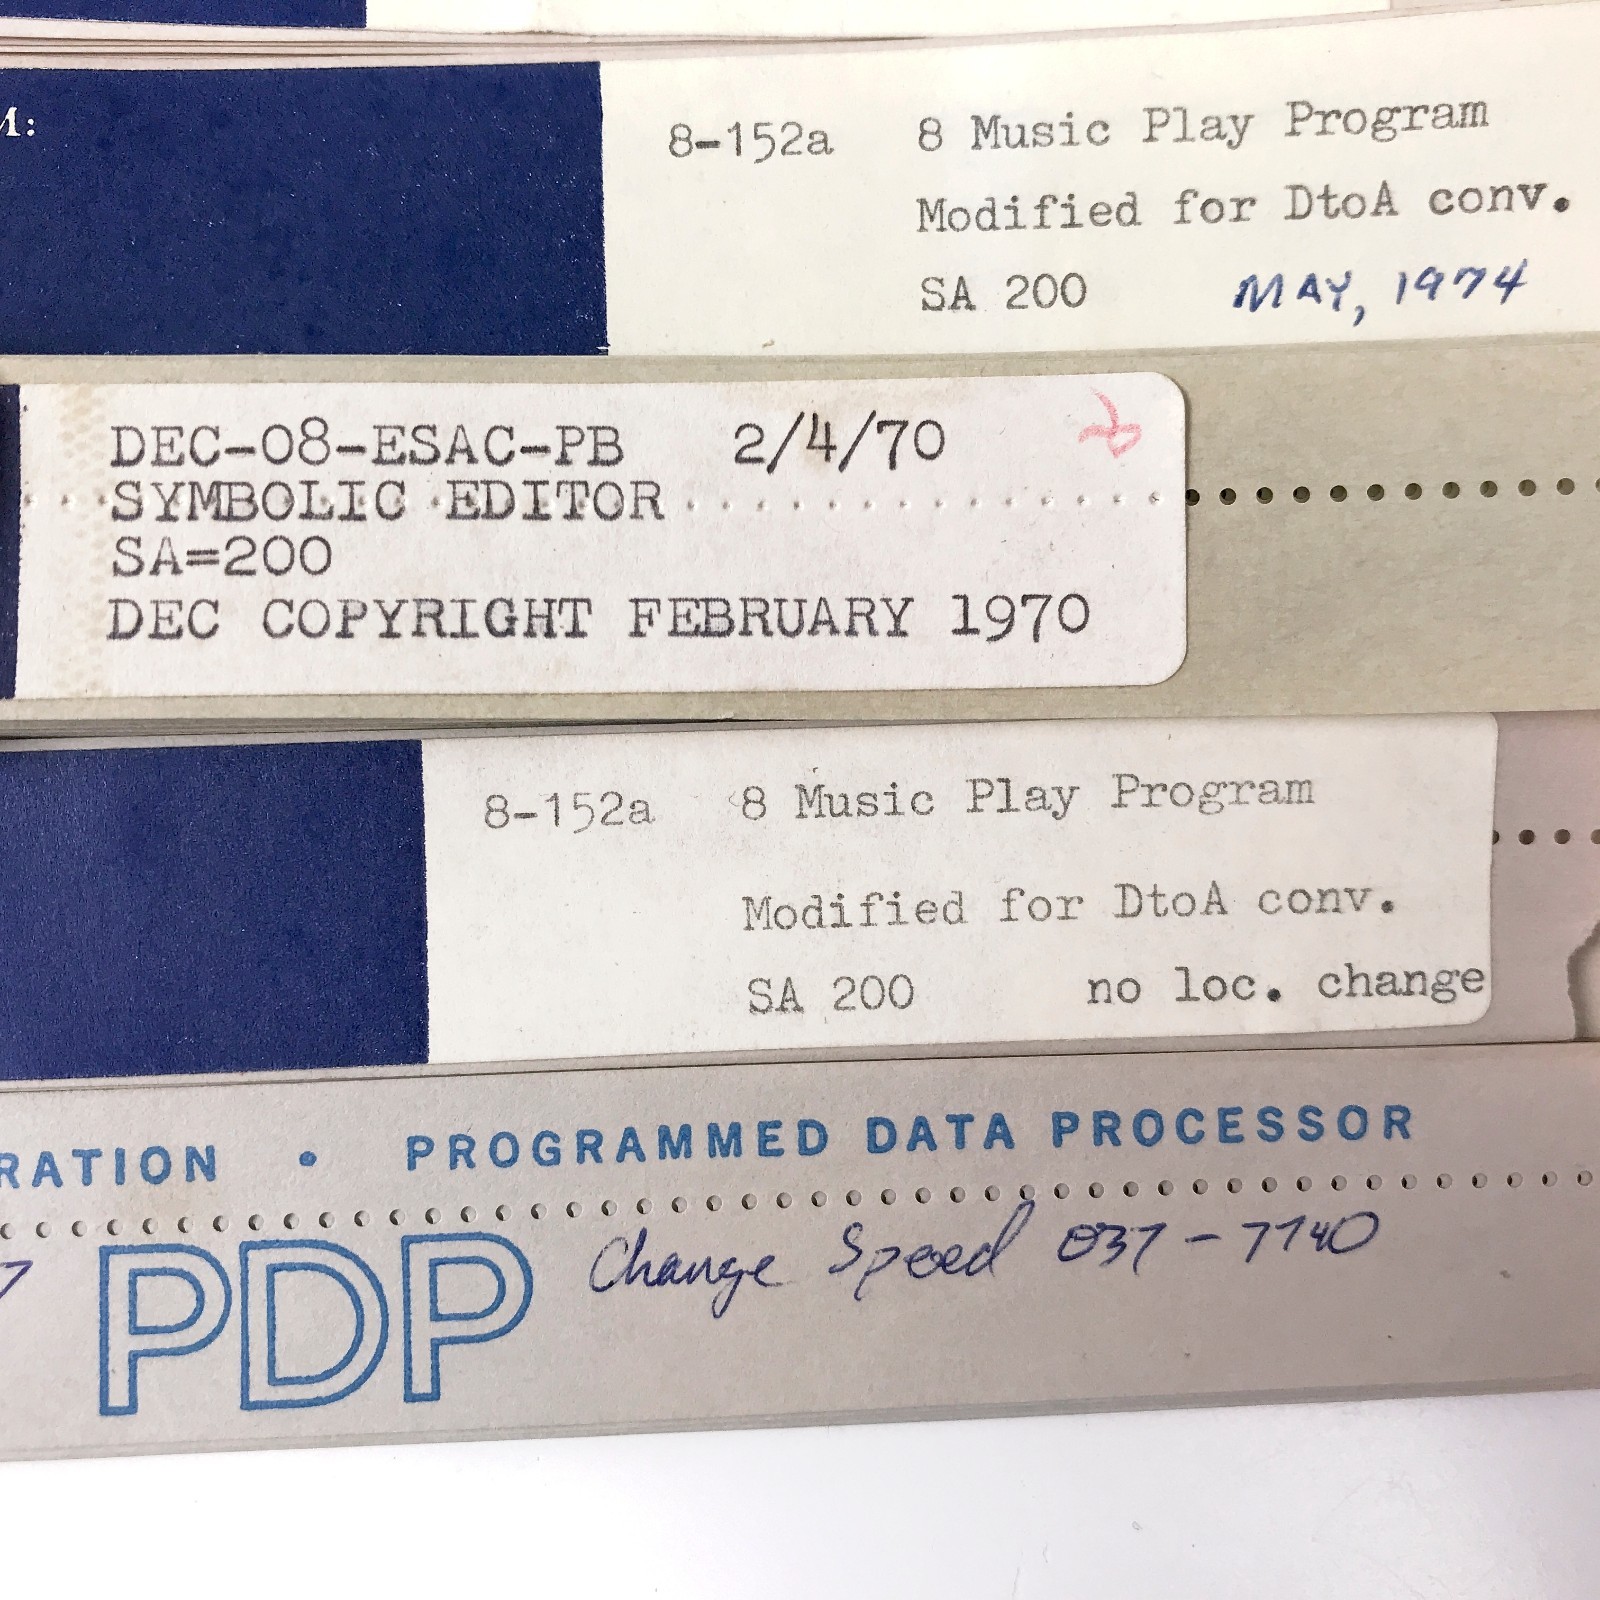 M:
8-152a 8 Music Play Program
Modified for DtoA conv.
SA 200 MAY, 1974
DEC-08-ESAC-PB 2/4/70
SYMBOLIC EDITOR
SA=200
DEC COPYRIGHT FEBRUARY 1970
8-152a 8 Music Play Program
Modified for DtoA conv.
SA 200 no loc. change
RATION • PROGRAMMED DATA PROCESSOR
7 PDP Change Speed 037 - 7740